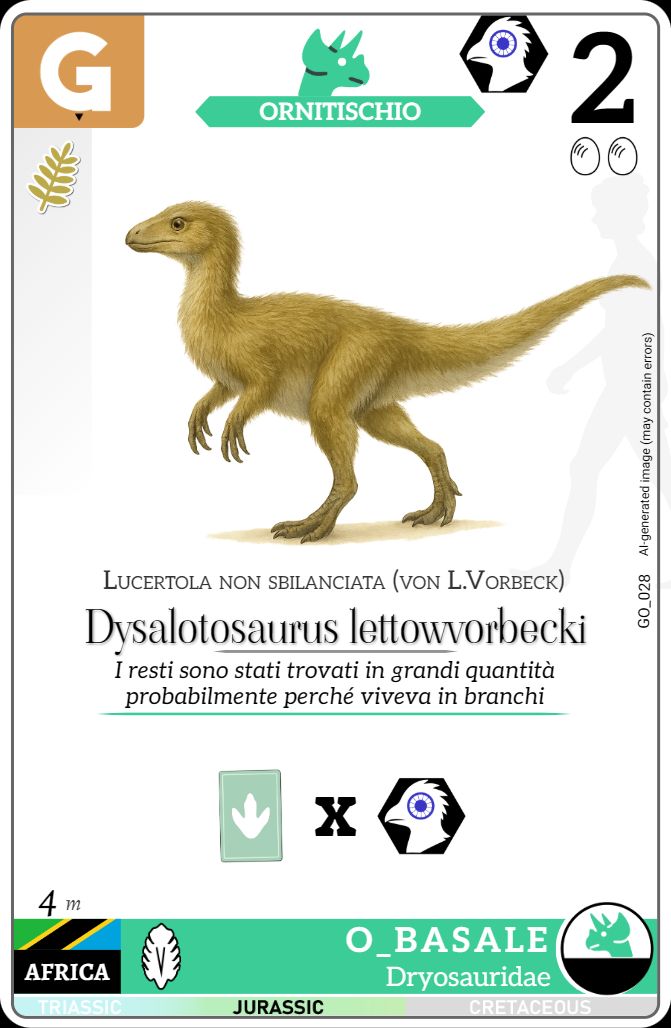 G
ORNITISCHIO
2
AI-generated image (may contain errors)
GO_028
Lucertola non sbilanciata (von L.Vorbeck)
Dysalotosaurus lettowvorbecki
I resti sono stati trovati in grandi quantità
probabilmente perché viveva in branchi
x
4 m
AFRICA
O_BASALE
Dryosauridae
TRIASSIC
JURASSIC
CRETACEOUS